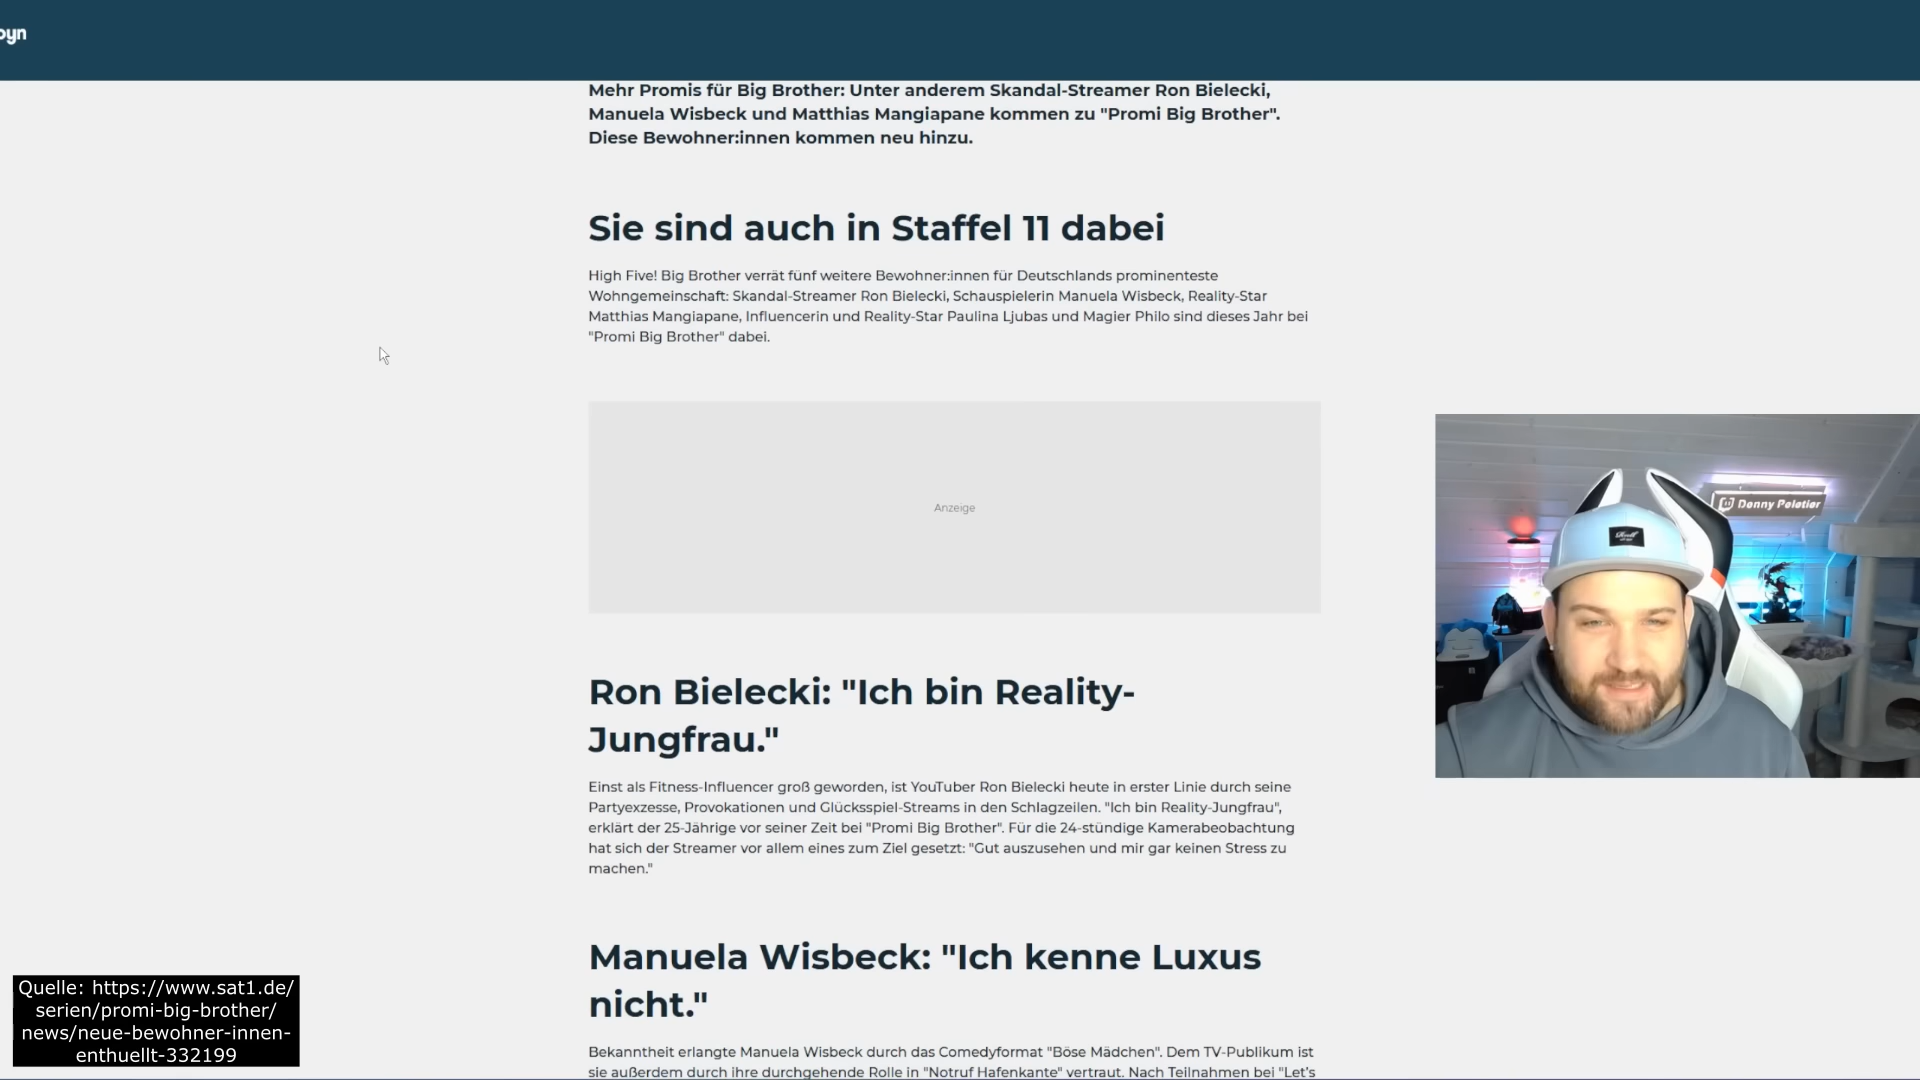 oyn
Mehr Promis für Big Brother: Unter anderem Skandal-Streamer Ron Bielecki,
Manuela Wisbeck und Matthias Mangiapane kommen zu "Promi Big Brother".
Diese Bewohner:innen kommen neu hinzu.
Sie sind auch in Staffel 11 dabei
High Five! Big Brother verrät fünf weitere Bewohner:innen für Deutschlands prominenteste
Wohngemeinschaft: Skandal-Streamer Ron Bielecki, Schauspielerin Manuela Wisbeck, Reality-Star
Matthias Mangiapane, Influencerin und Reality-Star Paulina Ljubas und Magier Philo sind dieses Jahr bei
"Promi Big Brother" dabei.
Anzeige
Denny Peletier
Ron Bielecki: "Ich bin Reality-
Jungfrau."
Einst als Fitness-Influencer groß geworden, ist YouTuber Ron Bielecki heute in erster Linie durch seine
Partyexzesse, Provokationen und Glücksspiel-Streams in den Schlagzeilen. "Ich bin Reality-Jungfrau",
erklärt der 25-Jährige vor seiner Zeit bei "Promi Big Brother". Für die 24-stündige Kamerabeobachtung
hat sich der Streamer vor allem eines zum Ziel gesetzt: "Gut auszusehen und mir gar keinen Stress zu
machen."
Manuela Wisbeck: "Ich kenne Luxus
nicht."
Bekanntheit erlangte Manuela Wisbeck durch das Comedyformat "Böse Mädchen". Dem TV-Publikum ist
sie außerdem durch ihre durchgehende Rolle in "Notruf Hafenkante" vertraut. Nach Teilnahmen bei "Let's
Quelle: https://www.sat1.de/
serien/promi-big-brother/
news/neue-bewohner-innen-
enthuellt-332199